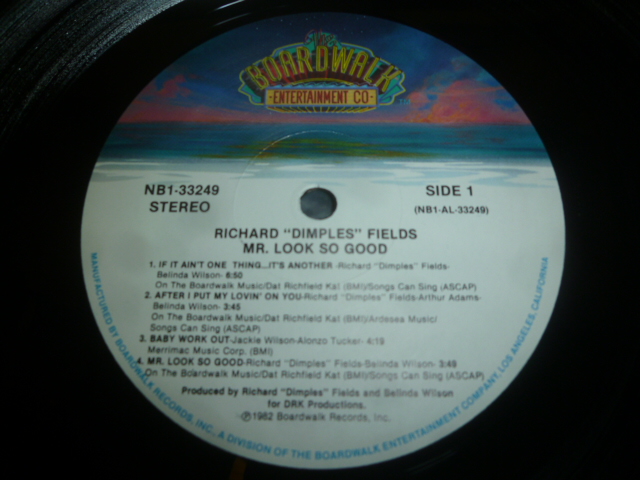 BOARDWALK
ENTERTAINMENT CO
NB1-33249
STEREO
SIDE 1
(NB1-AL-33249)
RICHARD "DIMPLES" FIELDS
MR. LOOK SO GOOD
1. IF IT AIN'T ONE THING...IT'S ANOTHER -Richard "Dimples" Fields-
Belinda Wilson- 6:50
On The Boardwalk Music/Dat Richfield Kat (BMI)/Songs Can Sing (ASCAP)
2. AFTER I PUT MY LOVIN' ON YOU-Richard "Dimples" Fields-Arthur Adams-
Belinda Wilson- 3:45
On The Boardwalk Music/Dat Richfield Kat (BMI)/Ardesea Music/
Songs Can Sing (ASCAP)
3. BABY WORK OUT-Jackie Wilson-Alonzo Tucker- 4:19
Merrimac Music Corp. (BMI)
4. MR. LOOK SO GOOD-Richard "Dimples" Fields-Belinda Wilson- 3:49
On The Boardwalk Music/Dat Richfield Kat (BMI)/Songs Can Sing (ASCAP)
Produced by Richard "Dimples" Fields and Belinda Wilson
for DRK Productions.
℗1982 Boardwalk Records, Inc.
MANUFACTURED BY BOARDWALK RECORDS, INC., A DIVISION OF THE BOARDWALK ENTERTAINMENT COMPANY, LOS ANGELES, CALIFORNIA